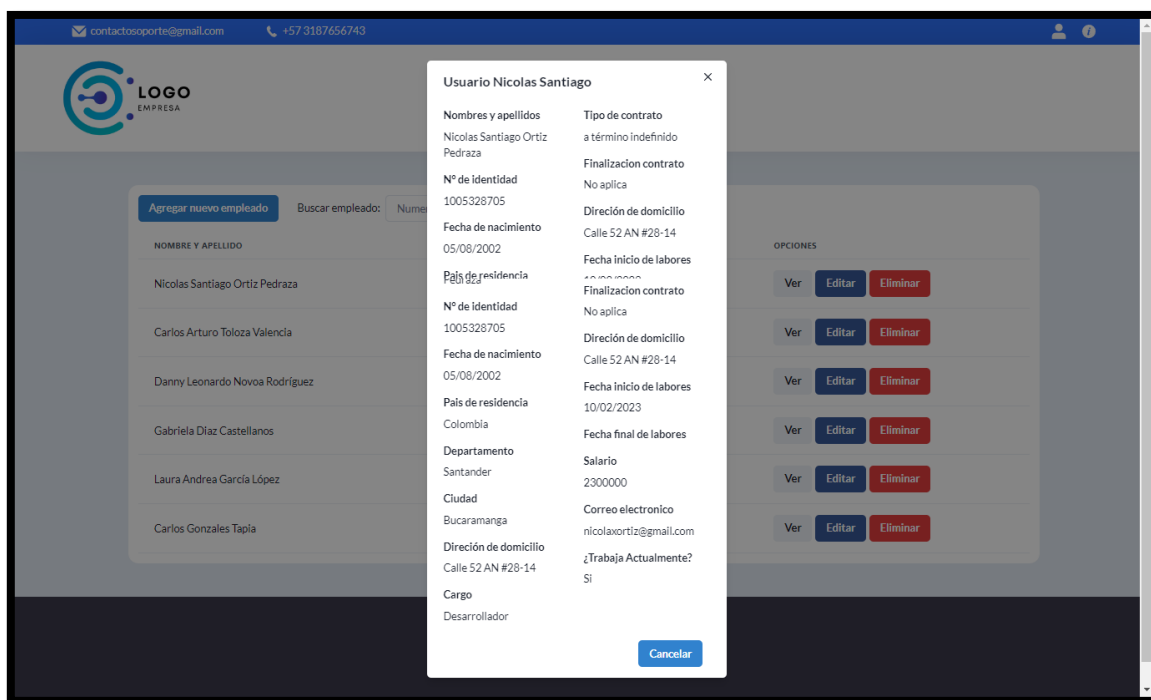 contactosoporte@gmail.com
+57 3187656743
LOGO
EMPRESA
Agregar nuevo empleado
Buscar empleado:
NOMBRE Y APELLIDO
OPCIONES
Nicolas Santiago Ortiz Pedraza
Ver Editar Eliminar
Carlos Arturo Toloza Valencia
Ver Editar Eliminar
Danny Leonardo Novoa Rodríguez
Ver Editar Eliminar
Gabriela Diaz Castellanos
Ver Editar Eliminar
Laura Andrea García López
Ver Editar Eliminar
Carlos Gonzales Tapia
Ver Editar Eliminar
Usuario Nicolas Santiago
Nombres y apellidos
Nicolas Santiago Ortiz
Pedraza
Nº de identidad
1005328705
Fecha de nacimiento
05/08/2002
Pais de residencia
Nº de identidad
1005328705
Fecha de nacimiento
05/08/2002
Pais de residencia
Colombia
Departamento
Santander
Ciudad
Bucaramanga
Direción de domicilio
Calle 52 AN #28-14
Cargo
Desarrollador
Tipo de contrato
a término indefinido
Finalizacion contrato
No aplica
Direción de domicilio
Calle 52 AN #28-14
Fecha inicio de labores
Finalizacion contrato
No aplica
Direción de domicilio
Calle 52 AN #28-14
Fecha inicio de labores
10/02/2023
Fecha final de labores
Salario
2300000
Correo electronico
nicolaxortiz@gmail.com
¿Trabaja Actualmente?
Si
Cancelar